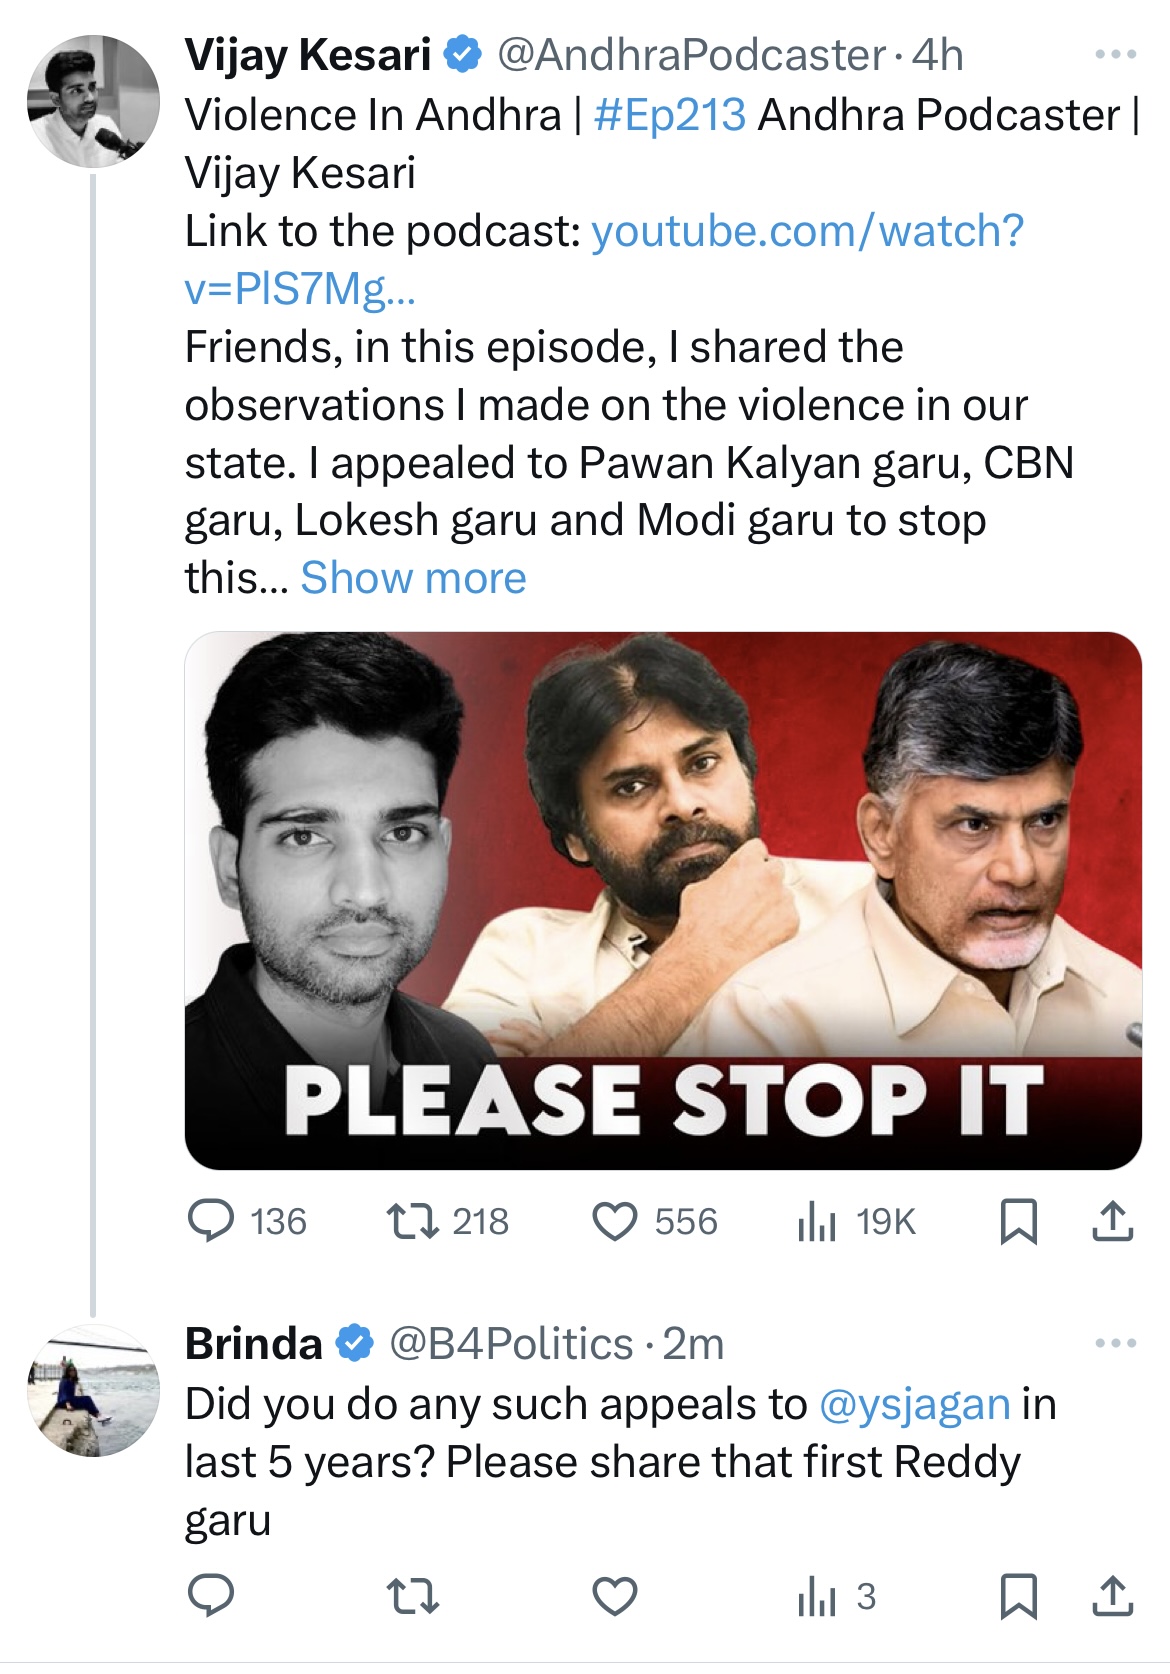 Vijay Kesari @AndhraPodcaster · 4h
Violence In Andhra | #Ep213 Andhra Podcaster |
Vijay Kesari
Link to the podcast: youtube.com/watch?
v=PlS7Mg...
Friends, in this episode, I shared the
observations I made on the violence in our
state. I appealed to Pawan Kalyan garu, CBN
garu, Lokesh garu and Modi garu to stop
this... Show more
PLEASE STOP IT
136 218 556 19K
Brinda @B4Politics · 2m
Did you do any such appeals to @ysjagan in
last 5 years? Please share that first Reddy
garu
3